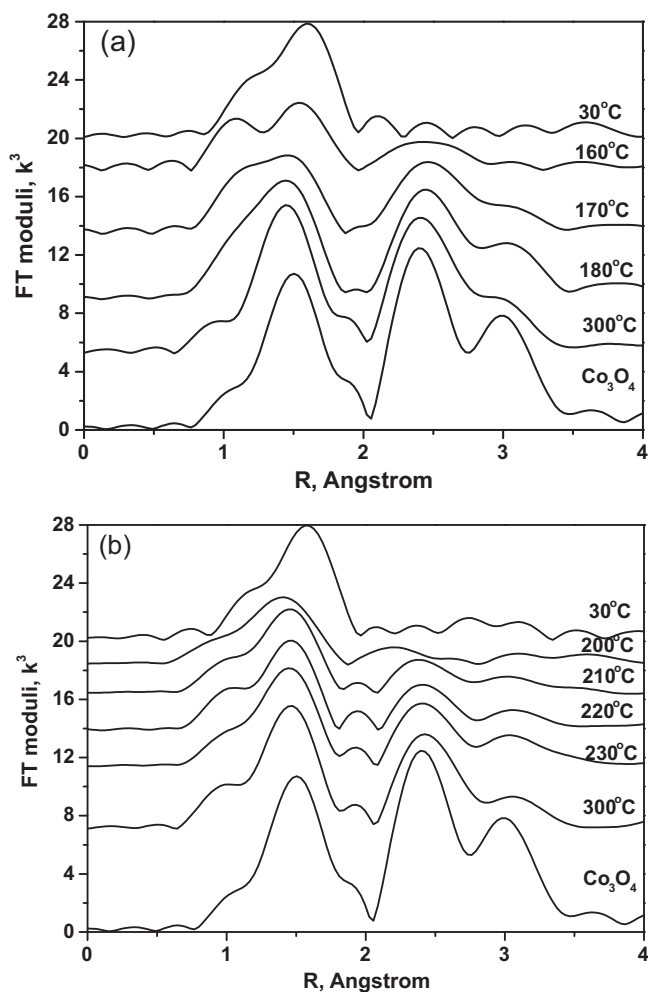 (a)
28
24
20
16
12
8
4
0
FT moduli, k³
30°C
160°C
170°C
180°C
300°C
Co₃O₄
0 1 2 3 4
R, Angstrom
(b)
28
24
20
16
12
8
4
0
FT moduli, k³
30°C
200°C
210°C
220°C
230°C
300°C
Co₃O₄
0 1 2 3 4
R, Angstrom